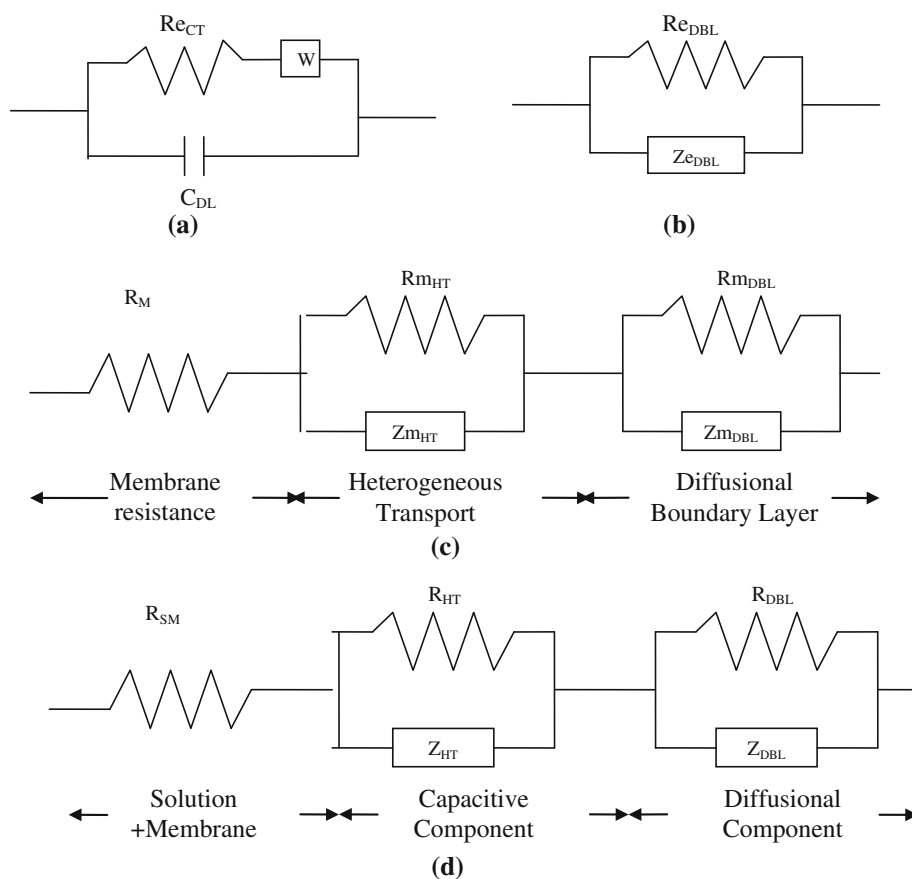 Re_CT
W
C_DL
(a)
Re_DBL
Ze_DBL
(b)
R_M
Rm_HT
Rm_DBL
Zm_HT
Zm_DBL
Membrane
resistance
Heterogeneous
Transport
Diffusional
Boundary Layer
(c)
R_SM
R_HT
R_DBL
Z_HT
Z_DBL
Solution
+Membrane
Capacitive
Component
Diffusional
Component
(d)